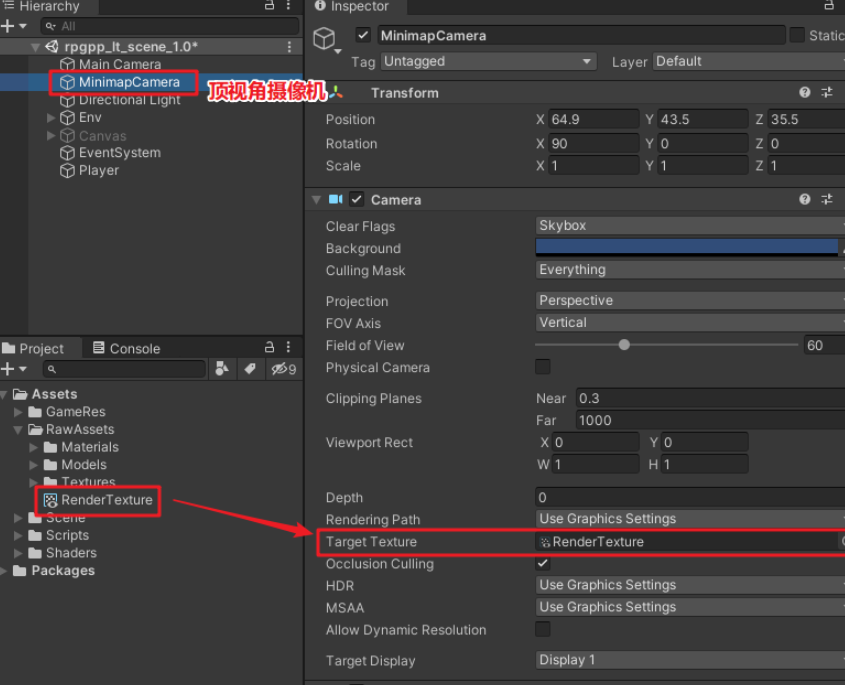 Hierarchy
All
rpgpp_lt_scene_1.0*
Main Camera
MinimapCamera
顶视角摄像机
Directional Light
Env
Canvas
EventSystem
Player
Project
Console
9
Assets
GameRes
RawAssets
Materials
Models
Textures
RenderTexture
Scene
Scripts
Shaders
Packages
Inspector
MinimapCamera
Static
Tag Untagged Layer Default
Transform
Position X 64.9 Y 43.5 Z 35.5
Rotation X 90 Y 0 Z 0
Scale X 1 Y 1 Z 1
Camera
Clear Flags Skybox
Background
Culling Mask Everything
Projection Perspective
FOV Axis Vertical
Field of View 60
Physical Camera
Clipping Planes Near 0.3
Far 1000
Viewport Rect X 0 Y 0
W 1 H 1
Depth 0
Rendering Path Use Graphics Settings
Target Texture RenderTexture
Occlusion Culling
HDR Use Graphics Settings
MSAA Use Graphics Settings
Allow Dynamic Resolution
Target Display Display 1